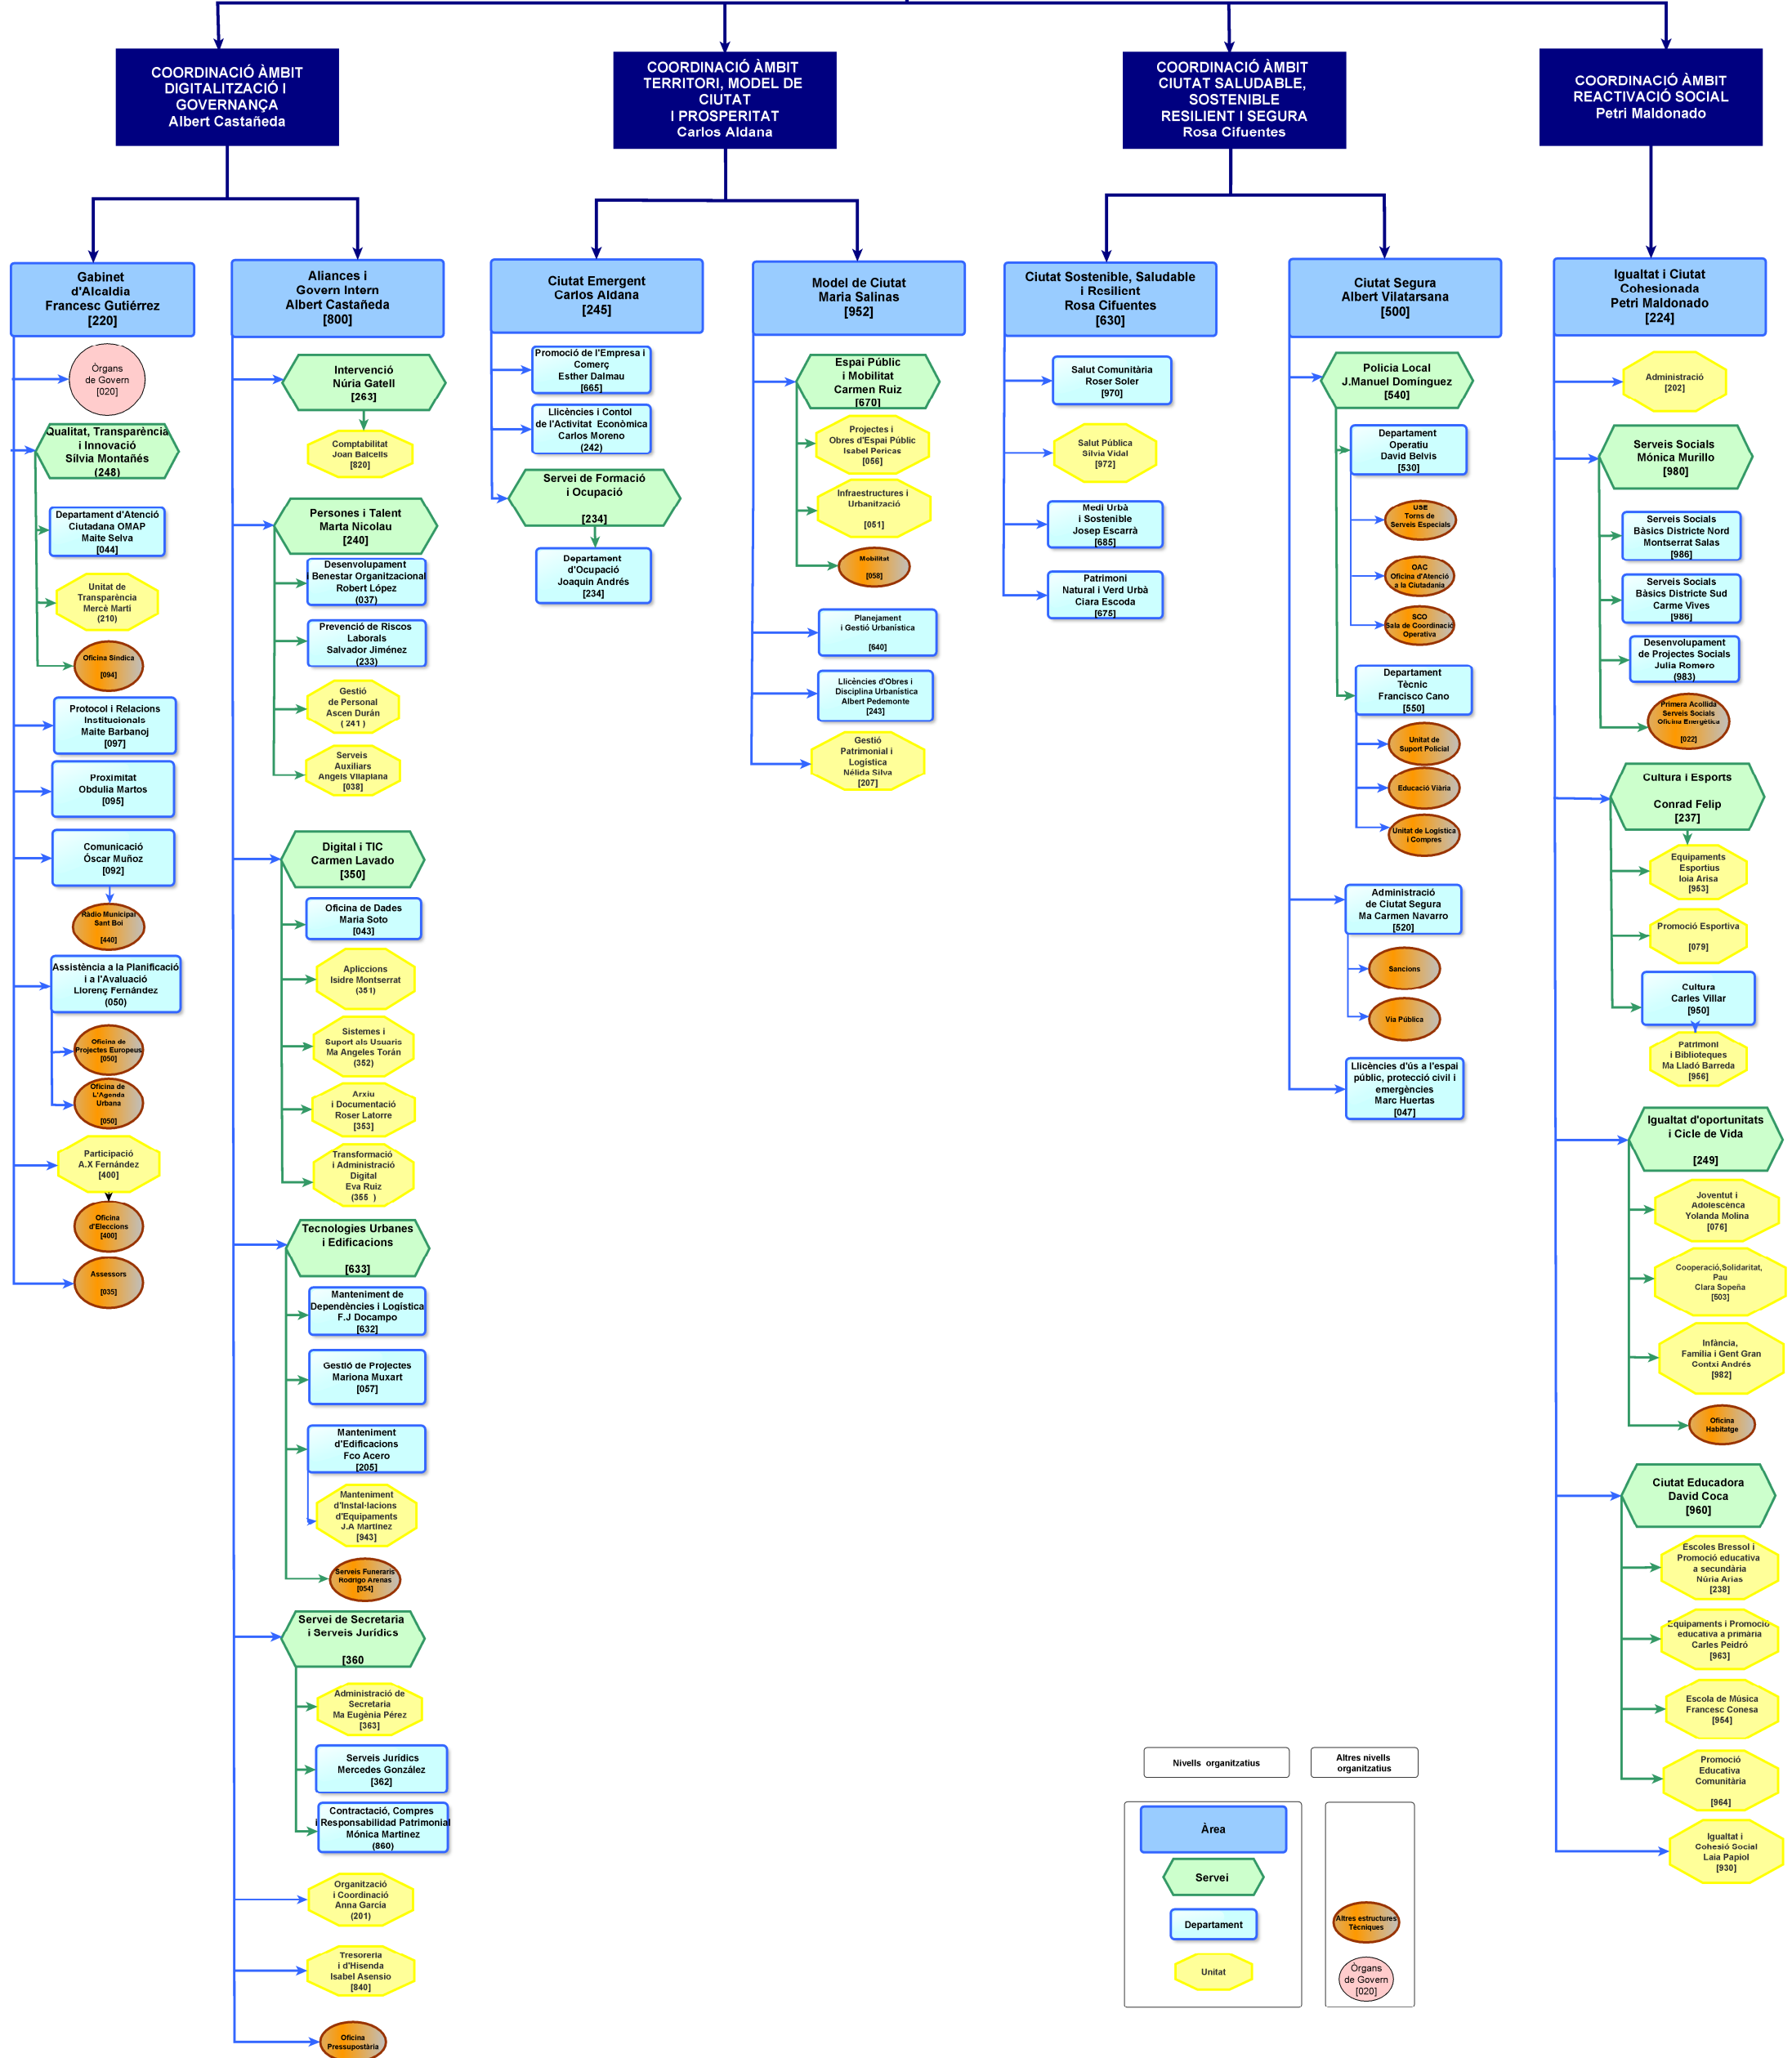 COORDINACIÓ ÀMBIT
DIGITALITZACIÓ I
GOVERNANÇA
Albert Castañeda
COORDINACIÓ ÀMBIT
TERRITORI, MODEL DE
CIUTAT
I PROSPERITAT
Carlos Aldana
COORDINACIÓ ÀMBIT
CIUTAT SALUDABLE,
SOSTENIBLE
RESILIENT I SEGURA
Rosa Cifuentes
COORDINACIÓ ÀMBIT
REACTIVACIÓ SOCIAL
Petri Maldonado
Gabinet
d'Alcaldia
Francesc Gutiérrez
[220]
Òrgans
de Govern
[020]
Qualitat, Transparència
i Innovació
Sílvia Montañés
(248)
Departament d'Atenció
Ciutadana OMAP
Maite Selva
[044]
Unitat de
Transparència
Mercè Martí
(210)
Oficina Síndica
[094]
Protocol i Relacions
Institucionals
Maite Barbanoj
[097]
Proximitat
Obdulia Martos
[095]
Comunicació
Óscar Muñoz
[092]
Ràdio Municipal
Sant Boi
[440]
Assistència a la Planificació
i a l'Avaluació
Llorenç Fernández
(050)
Oficina de
Projectes Europeus
[050]
Oficina de
L'Agenda
Urbana
[050]
Participació
A.X Fernández
[400]
Oficina
d'Eleccions
[400]
Assessors
[035]
Aliances i
Govern Intern
Albert Castañeda
[800]
Intervenció
Núria Gatell
[263]
Comptabilitat
Joan Balcells
[820]
Persones i Talent
Marta Nicolau
[240]
Desenvolupament
i Benestar Organitzacional
Robert López
(037)
Prevenció de Riscos
Laborals
Salvador Jiménez
(233)
Gestió
de Personal
Ascen Durán
( 241 )
Serveis
Auxiliars
Angels Vilaplana
[038]
Digital i TIC
Carmen Lavado
[350]
Oficina de Dades
Maria Soto
[043]
Apliccions
Isidre Montserrat
(351)
Sistemes i
Suport als Usuaris
Ma Angeles Torán
(352)
Arxiu
i Documentació
Roser Latorre
[353]
Transformació
i Administració
Digital
Eva Ruiz
(355 )
Tecnologies Urbanes
i Edificacions
[633]
Manteniment de
Dependències i Logística
F.J Docampo
[632]
Gestió de Projectes
Mariona Muxart
[057]
Manteniment
d'Edificacions
Fco Acero
[205]
Manteniment
d'Instal·lacions
d'Equipaments
J.A Martínez
[943]
Serveis Funeraris
Rodrigo Arenas
[054]
Servei de Secretaria
i Serveis Jurídics
[360
Administració de
Secretaria
Ma Eugènia Pérez
[363]
Serveis Jurídics
Mercedes González
[362]
Contractació, Compres
i Responsabilidad Patrimonial
Mónica Martinez
(860)
Organització
i Coordinació
Anna García
(201)
Tresoreria
i d'Hisenda
Isabel Asensio
[840]
Oficina
Pressupostària
Ciutat Emergent
Carlos Aldana
[245]
Promoció de l'Empresa i
Comerç
Esther Dalmau
[665]
Llicències i Contol
de l'Activitat Econòmica
Carlos Moreno
(242)
Servei de Formació
i Ocupació
[234]
Departament
d'Ocupació
Joaquin Andrés
[234]
Model de Ciutat
Maria Salinas
[952]
Espai Públic
i Mobilitat
Carmen Ruiz
[670]
Projectes i
Obres d'Espai Públic
Isabel Pericas
[056]
Infraestructures i
Urbanització
[051]
Mobilitat
[058]
Planejament
i Gestió Urbanística
[640]
Llicències d'Obres i
Disciplina Urbanística
Albert Pedemonte
[243]
Gestió
Patrimonial i
Logística
Nélida Silva
[207]
Ciutat Sostenible, Saludable
i Resilient
Rosa Cifuentes
[630]
Salut Comunitària
Roser Soler
[970]
Salut Pública
Sílvia Vidal
[972]
Medi Urbà
i Sostenible
Josep Escarrà
[685]
Patrimoni
Natural i Verd Urbà
Ciara Escoda
[675]
Ciutat Segura
Albert Vilatarsana
[500]
Policia Local
J.Manuel Domínguez
[540]
Departament
Operatiu
David Belvis
[530]
USE
Torns de
Serveis Especials
OAC
Oficina d'Atenció
a la Ciutadania
SCO
Sala de Coordinació
Operativa
Departament
Tècnic
Francisco Cano
[550]
Unitat de
Suport Policial
Educació Viària
Unitat de Logística
i Compres
Administració
de Ciutat Segura
Ma Carmen Navarro
[520]
Sancions
Via Pública
Llicències d'ús a l'espai
públic, protecció civil i
emergències
Marc Huertas
[047]
Igualtat i Ciutat
Cohesionada
Petri Maldonado
[224]
Administració
[202]
Serveis Socials
Mónica Murillo
[980]
Serveis Socials
Bàsics Districte Nord
Montserrat Salas
[986]
Serveis Socials
Bàsics Districte Sud
Carme Vives
[986]
Desenvolupament
de Projectes Socials
Julia Romero
(983)
Primera Acollida
Serveis Socials
Oficina Energètica
[022]
Cultura i Esports
Conrad Felip
[237]
Equipaments
Esportius
Ioia Arisa
[953]
Promoció Esportiva
[079]
Cultura
Carles Villar
[950]
Patrimoni
i Biblioteques
Ma Lladó Barreda
[956]
Igualtat d'oportunitats
i Cicle de Vida
[249]
Joventut i
Adolescènca
Yolanda Molina
[076]
Cooperació,Solidaritat,
Pau
Clara Sopeña
[503]
Infància,
Família i Gent Gran
Contxi Andrés
[982]
Oficina
Habitatge
Ciutat Educadora
David Coca
[960]
Escoles Bressol i
Promoció educativa
a secundària
Núria Arias
[238]
Equipaments i Promoció
educativa a primària
Carles Peidró
[963]
Escola de Música
Francesc Conesa
[954]
Promoció
Educativa
Comunitària
[964]
Igualtat i
Cohesió Social
Laia Papiol
[930]
Nivells organitzatius
Altres nivells
organitzatius
Àrea
Servei
Departament
Unitat
Altres estructures
Tècniques
Òrgans
de Govern
[020]